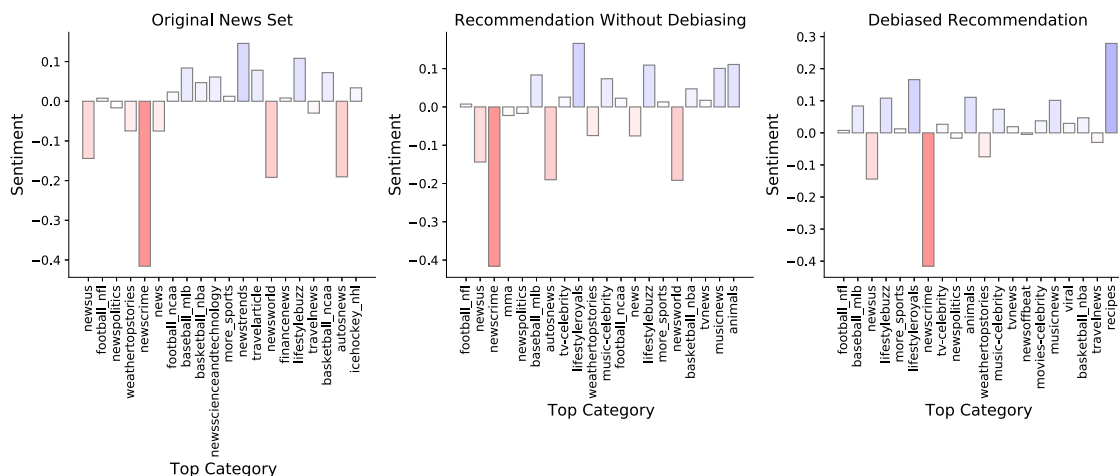 Original News Set
Sentiment
0.1
0.0
−0.1
−0.2
−0.3
−0.4
newsus
football_nfl
newspolitics
weathertopstories
newscrime
news
football_ncaa
baseball_mlb
basketball_nba
newsscienceandtechnology
more_sports
newstrends
travelarticle
newsworld
financenews
lifestylebuzz
travelnews
basketball_ncaa
autosnews
icehockey_nhl
Top Category
Recommendation Without Debiasing
Sentiment
0.1
0.0
−0.1
−0.2
−0.3
−0.4
football_nfl
newsus
newscrime
mma
newspolitics
baseball_mlb
autosnews
tv-celebrity
lifestyleroyals
weathertopstories
music-celebrity
football_ncaa
news
lifestylebuzz
more_sports
newsworld
basketball_nba
tvnews
musicnews
animals
Top Category
Debiased Recommendation
Sentiment
0.3
0.2
0.1
0.0
−0.1
−0.2
−0.3
−0.4
football_nfl
baseball_mlb
newsus
lifestylebuzz
more_sports
lifestyleroyals
newscrime
tv-celebrity
newspolitics
animals
weathertopstories
music-celebrity
tvnews
newsoffbeat
movies-celebrity
musicnews
viral
basketball_nba
travelnews
recipes
Top Category